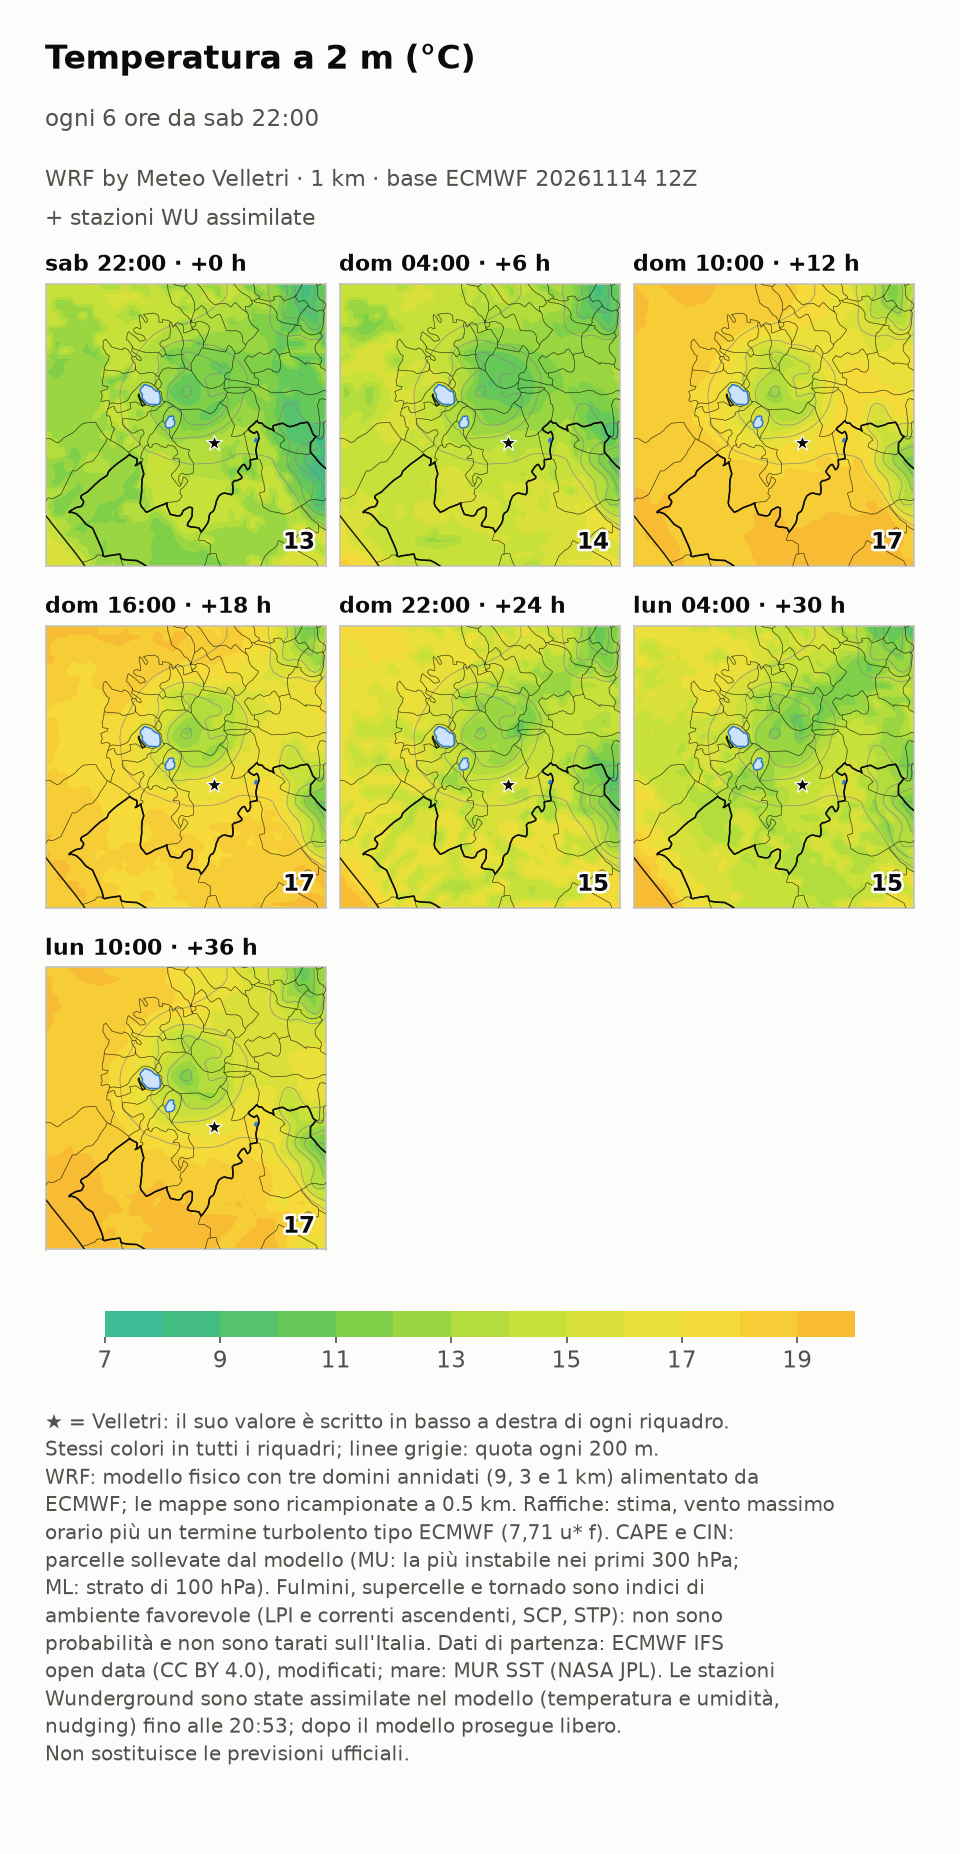 Temperatura a 2 m (°C)
ogni 6 ore da sab 22:00
WRF by Meteo Velletri · 1 km · base ECMWF 20261114 12Z
+ stazioni WU assimilate
sab 22:00 · +0 h
dom 04:00 · +6 h
dom 10:00 · +12 h
13
14
17
dom 16:00 · +18 h
dom 22:00 · +24 h
lun 04:00 · +30 h
17
15
15
lun 10:00 · +36 h
17
7 9 11 13 15 17 19
★ = Velletri: il suo valore è scritto in basso a destra di ogni riquadro.
Stessi colori in tutti i riquadri; linee grigie: quota ogni 200 m.
WRF: modello fisico con tre domini annidati (9, 3 e 1 km) alimentato da
ECMWF; le mappe sono ricampionate a 0.5 km. Raffiche: stima, vento massimo
orario più un termine turbolento tipo ECMWF (7,71 u* f). CAPE e CIN:
parcelle sollevate dal modello (MU: la più instabile nei primi 300 hPa;
ML: strato di 100 hPa). Fulmini, supercelle e tornado sono indici di
ambiente favorevole (LPI e correnti ascendenti, SCP, STP): non sono
probabilità e non sono tarati sull'Italia. Dati di partenza: ECMWF IFS
open data (CC BY 4.0), modificati; mare: MUR SST (NASA JPL). Le stazioni
Wunderground sono state assimilate nel modello (temperatura e umidità,
nudging) fino alle 20:53; dopo il modello prosegue libero.
Non sostituisce le previsioni ufficiali.